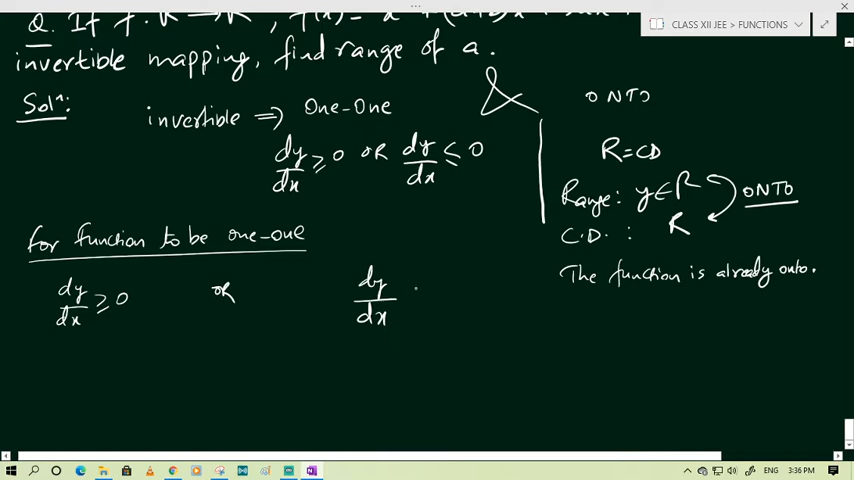 CLASS XII JEE > FUNCTIONS
Q. If f: R → R, f(x) =
invertible mapping, find range of a.
Solⁿ:
invertible ⇒ One-One & ONTO
dy/dx ≥ 0 OR dy/dx ≤ 0
R = CD
Range: y ∈ R
ONTO
C.D. : R
The function is already onto.
For function to be one-one
dy/dx ≥ 0 OR dy/dx
ENG 3:36 PM